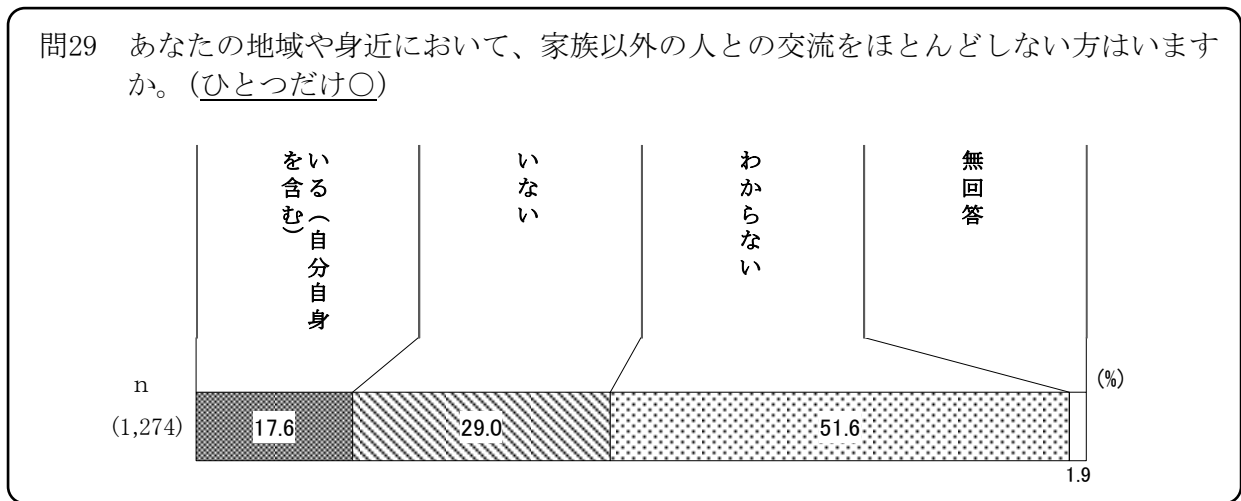 問29　あなたの地域や身近において、家族以外の人との交流をほとんどしない方はいます
か。（ひとつだけ○）
いる（自分自身
を含む）
いない
わからない
無回答
(%)
n
(1,274)
17.6
29.0
51.6
1.9